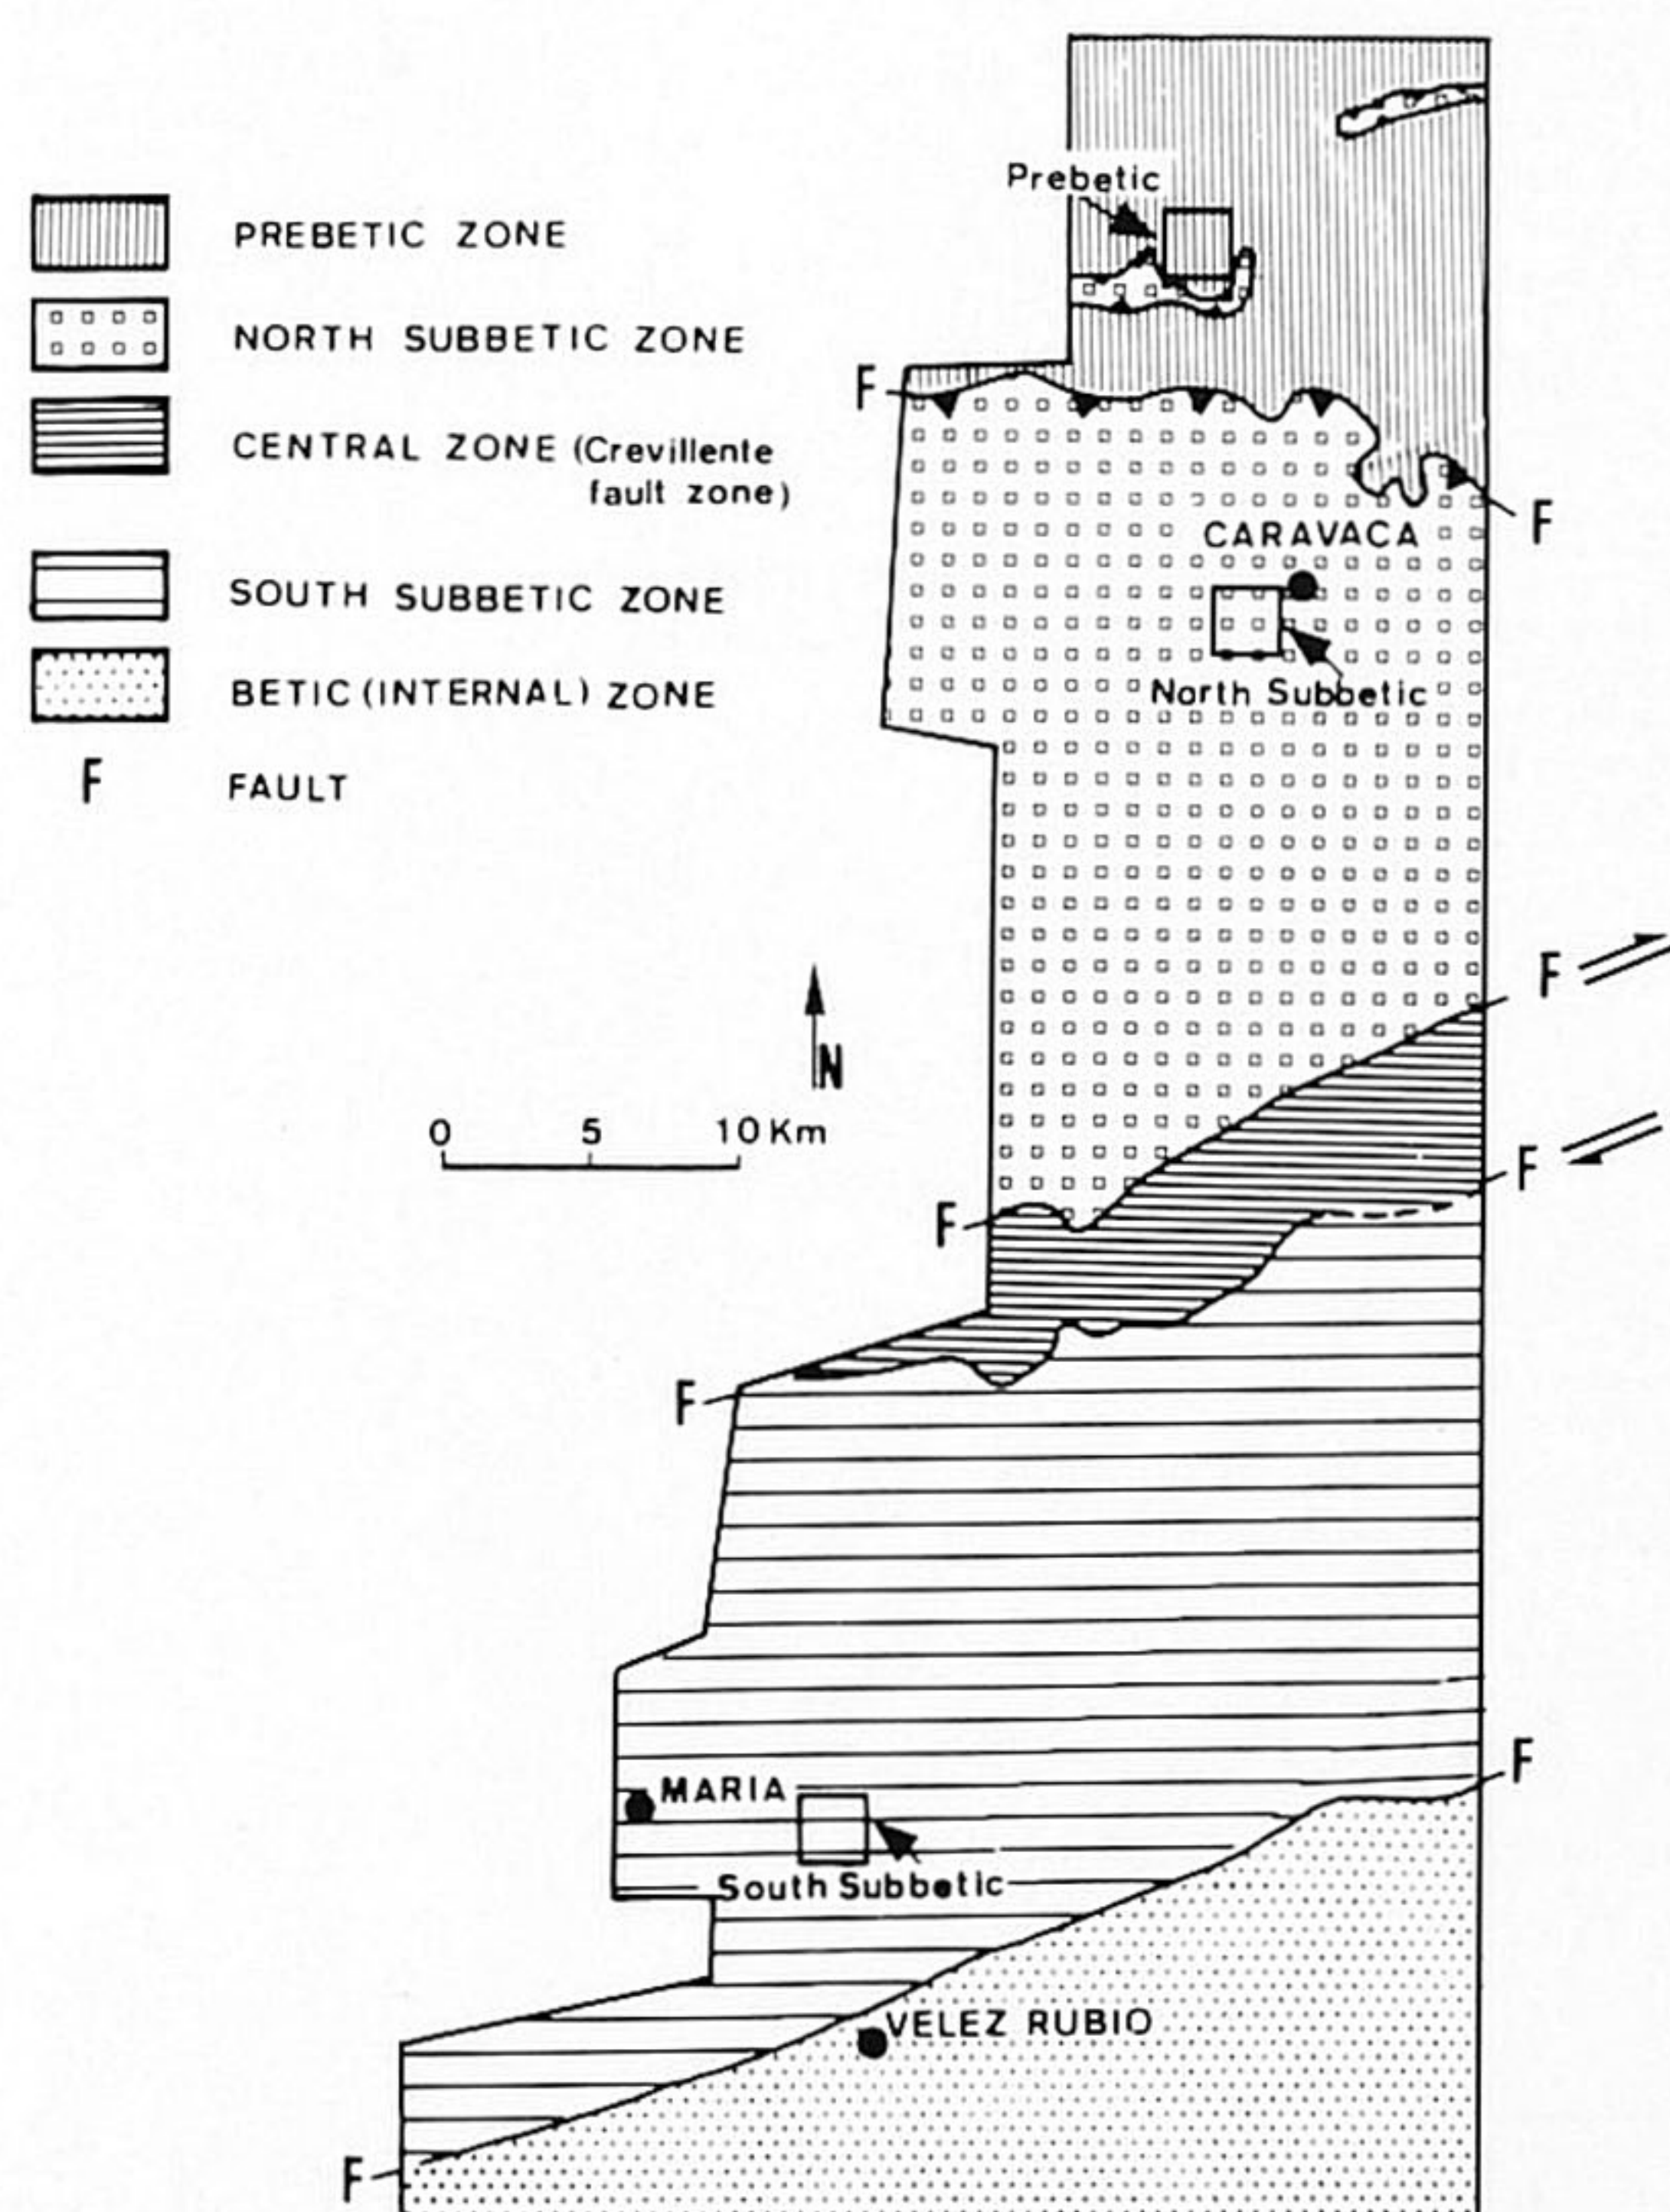 Prebetic
PREBETIC ZONE
NORTH SUBBETIC ZONE
CENTRAL ZONE (Crevillente
fault zone)
SOUTH SUBBETIC ZONE
BETIC (INTERNAL) ZONE
F FAULT
F
F
CARAVACA
North Subbetic
F
N
0 5 10 Km
F
F
F
MARIA
South Subbetic
F
VELEZ RUBIO
F